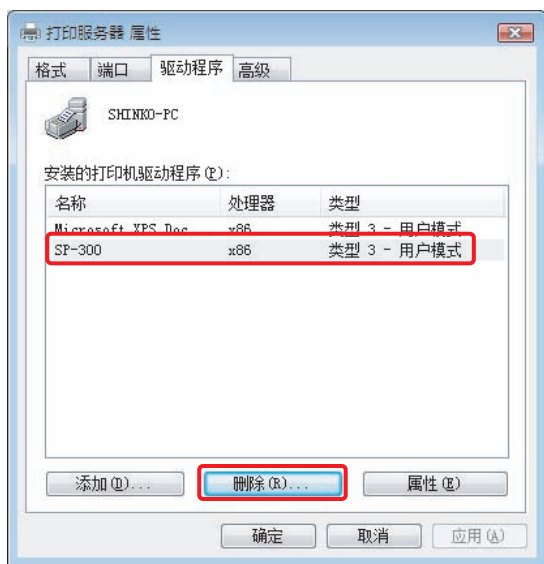 打印服务器 属性
格式 端口 驱动程序 高级
SHINKO-PC
安装的打印机驱动程序(P):
名称 处理器 类型
Microsoft XPS Doc... x86 类型 3 - 用户模式
SP-300 x86 类型 3 - 用户模式
添加(D)... 删除(R)... 属性(E)
确定 取消 应用(A)